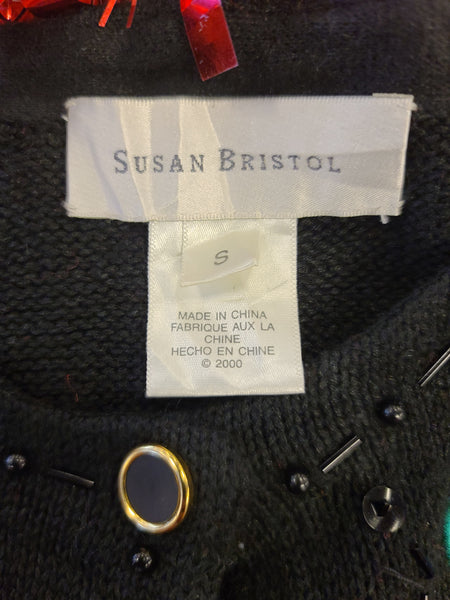 SUSAN BRISTOL
S
MADE IN CHINA
FABRIQUE AUX LA
CHINE
HECHO EN CHINE
© 2000